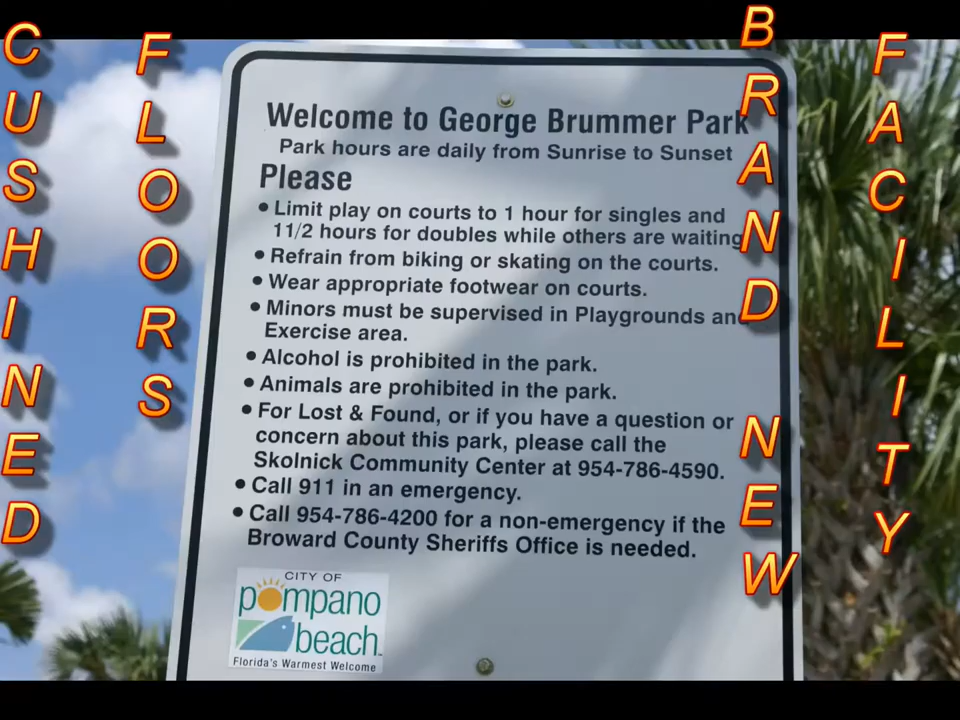 CUSHINED
FLOORS
BRAND NEW
FACILITY
Welcome to George Brummer Park
Park hours are daily from Sunrise to Sunset
Please
• Limit play on courts to 1 hour for singles and
11/2 hours for doubles while others are waiting
• Refrain from biking or skating on the courts.
• Wear appropriate footwear on courts.
• Minors must be supervised in Playgrounds and
Exercise area.
• Alcohol is prohibited in the park.
• Animals are prohibited in the park.
• For Lost & Found, or if you have a question or
concern about this park, please call the
Skolnick Community Center at 954-786-4590.
• Call 911 in an emergency.
• Call 954-786-4200 for a non-emergency if the
Broward County Sheriffs Office is needed.
CITY OF
pompano
beach
Florida's Warmest Welcome